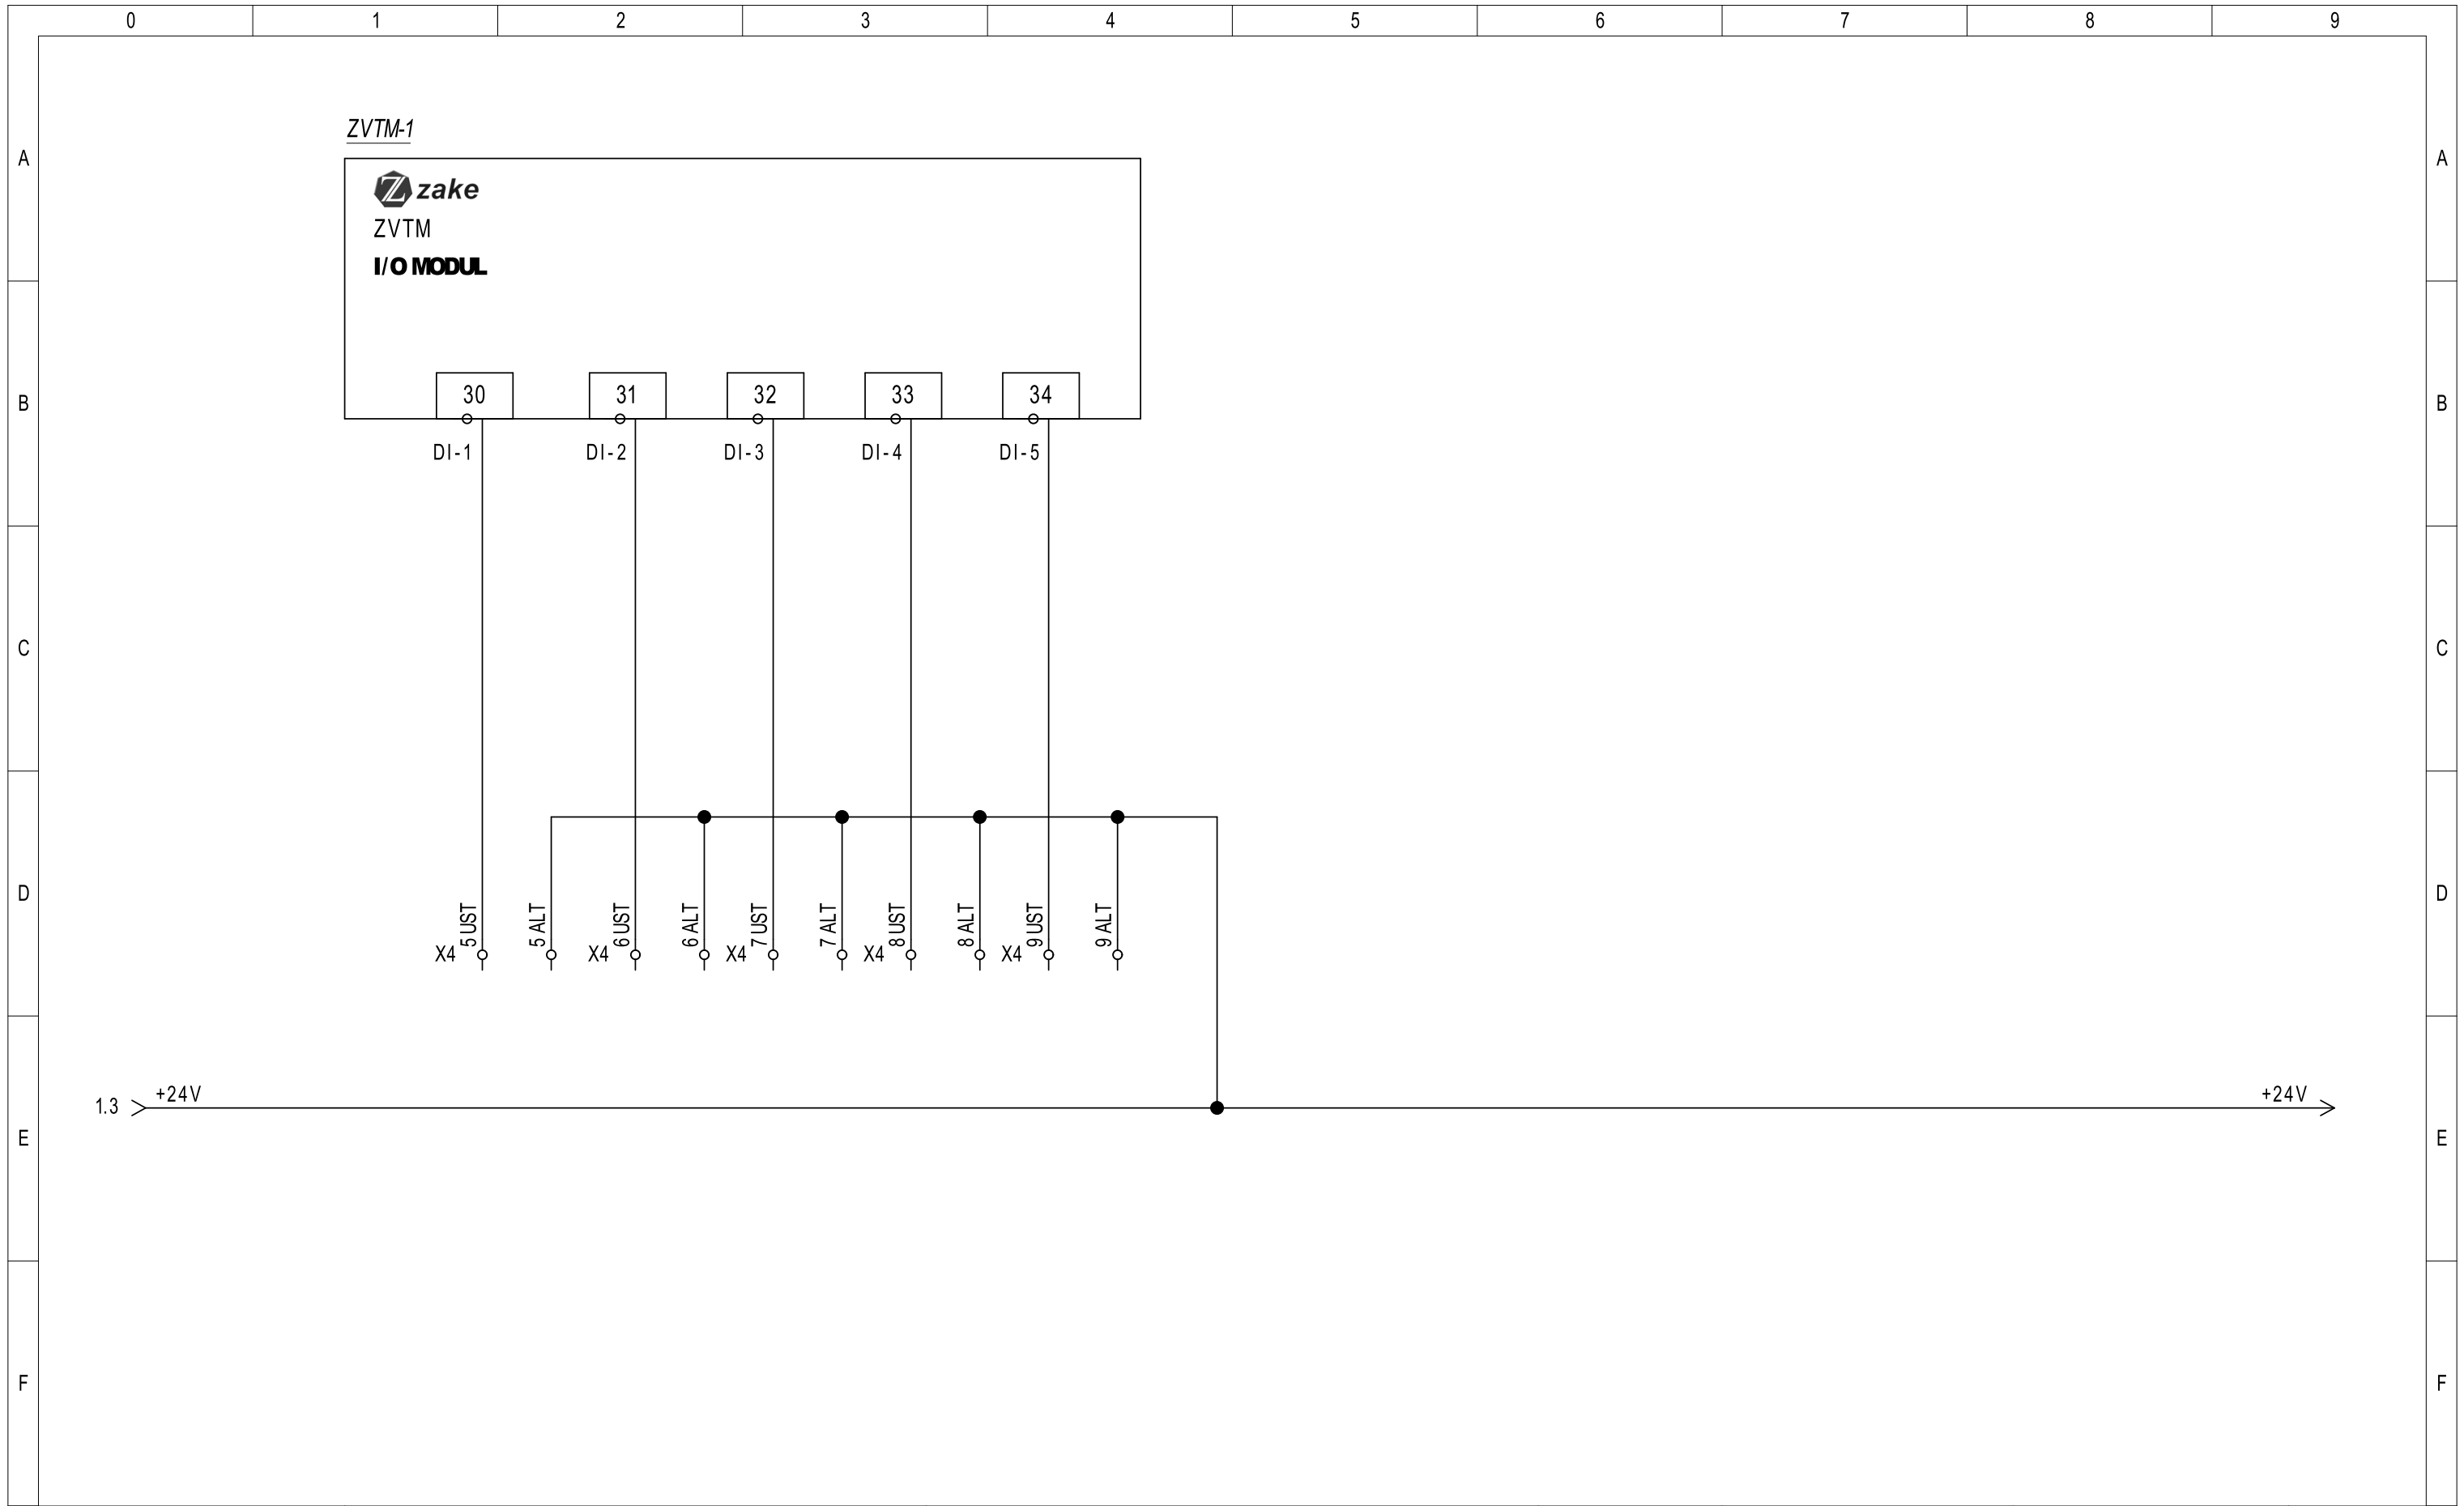 0 1 2 3 4 5 6 7 8 9
ZVTM-1
A A
zake
ZVTM
I/O MODUL
30 31 32 33 34
B B
DI-1 DI-2 DI-3 DI-4 DI-5
C C
D D
5 UST 5 ALT 6 UST 6 ALT 7 UST 7 ALT 8 UST 8 ALT 9 UST 9 ALT
X4 X4 X4 X4 X4
+24V +24V
1.3
E E
F F